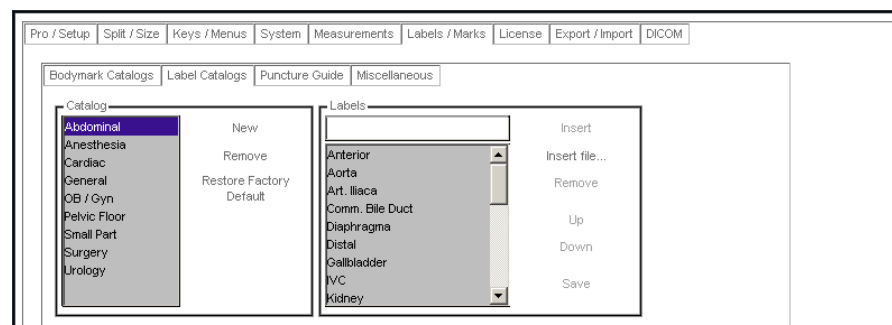 Pro / Setup Split / Size Keys / Menus System Measurements Labels / Marks License Export / Import DICOM
Bodymark Catalogs Label Catalogs Puncture Guide Miscellaneous
Catalog
Abdominal
Anesthesia
Cardiac
General
OB / Gyn
Pelvic Floor
Small Part
Surgery
Urology
New
Remove
Restore Factory
Default
Labels
Anterior
Aorta
Art. Iliaca
Comm. Bile Duct
Diaphragma
Distal
Gallbladder
IVC
Kidney
Insert
Insert file...
Remove
Up
Down
Save